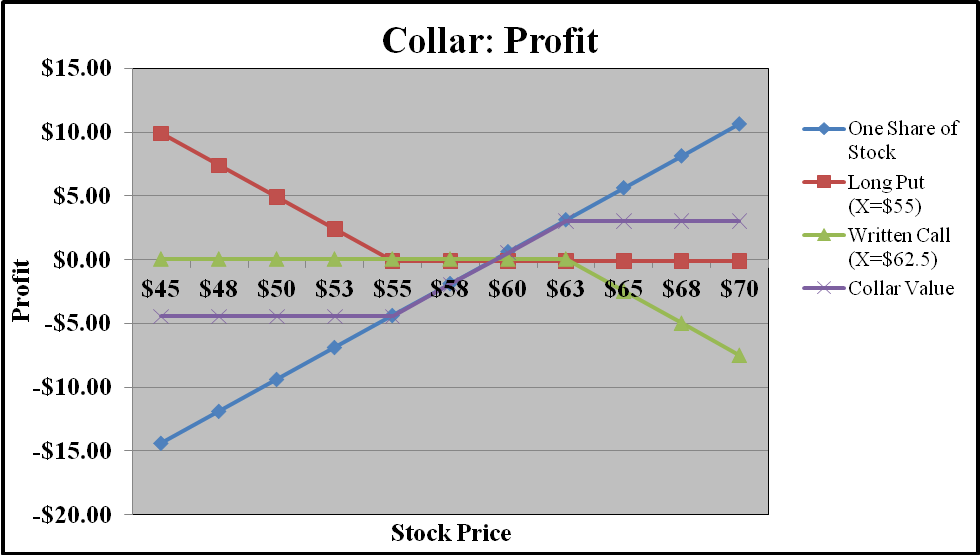 Collar: Profit
$15.00
$10.00
$5.00
$0.00
-$5.00
-$10.00
-$15.00
-$20.00
Profit
$45 $48 $50 $53 $55 $58 $60 $63 $65 $68 $70
Stock Price
One Share of
Stock
Long Put
(X=$55)
Written Call
(X=$62.5)
Collar Value